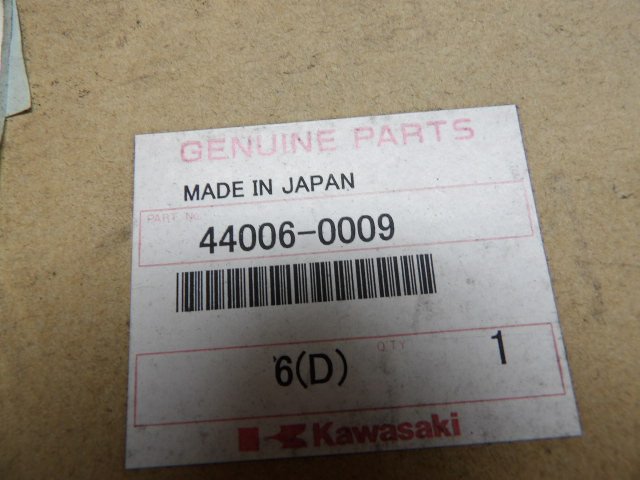 GENUINE PARTS
MADE IN JAPAN
PART No.
44006-0009
6(D)
QTY
1
Kawasaki